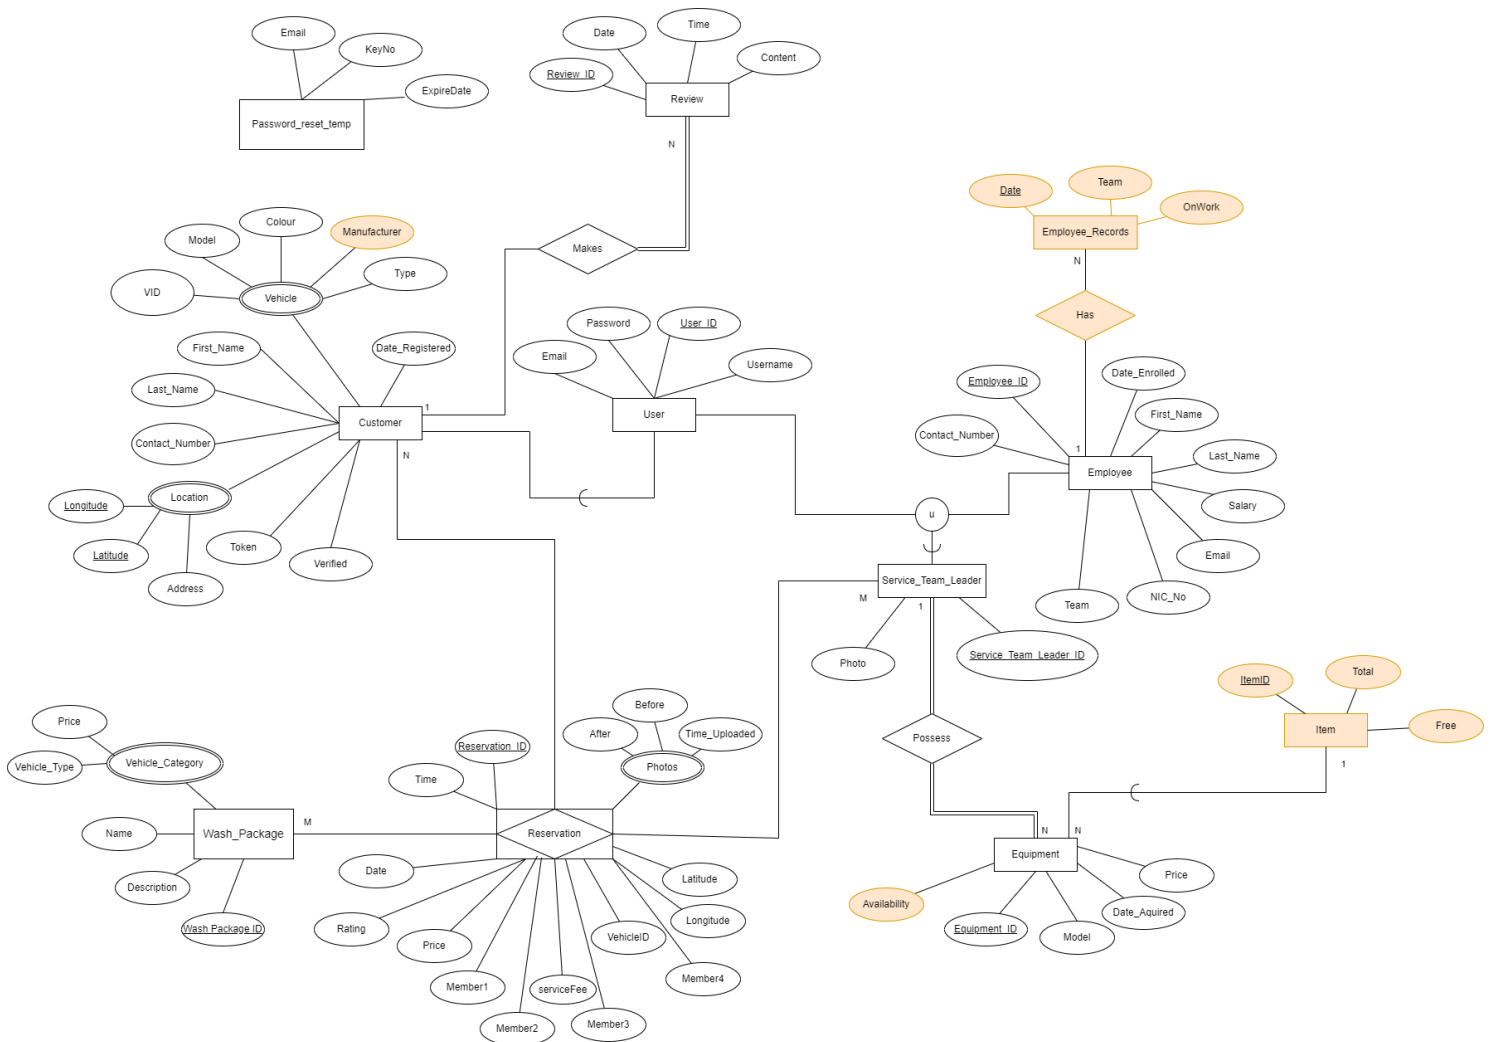 Email
KeyNo
ExpireDate
Password_reset_temp
Date
Time
Content
Review_ID
Review
N
Makes
Date
Team
OnWork
Employee_Records
N
Has
Colour
Manufacturer
Model
Type
VID
Vehicle
First_Name
Date_Registered
Last_Name
Customer
1
Contact_Number
N
Location
Longitude
Latitude
Address
Token
Verified
Password
User_ID
Email
Username
User
Employee_ID
Date_Enrolled
First_Name
Contact_Number
Last_Name
1
Employee
Salary
Email
NIC_No
Team
u
Service_Team_Leader
M
1
Photo
Service_Team_Leader_ID
Possess
ItemID
Total
Free
Item
1
Price
Vehicle_Type
Vehicle_Category
Name
Wash_Package
M
Description
Wash Package ID
Reservation_ID
Time
Before
After
Time_Uploaded
Photos
Reservation
Date
Rating
Price
Member1
Member2
serviceFee
Member3
VehicleID
Member4
Longitude
Latitude
N
N
Equipment
Availability
Equipment_ID
Model
Date_Aquired
Price